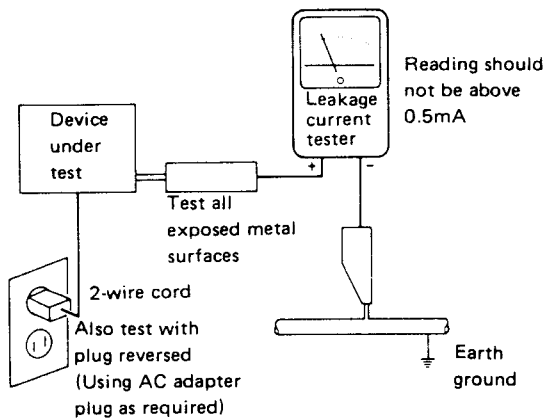 Device
under
test
Leakage
current
tester
+ –
Reading should
not be above
0.5mA
Test all
exposed metal
surfaces
2-wire cord
Also test with
plug reversed
(Using AC adapter
plug as required)
Earth
ground